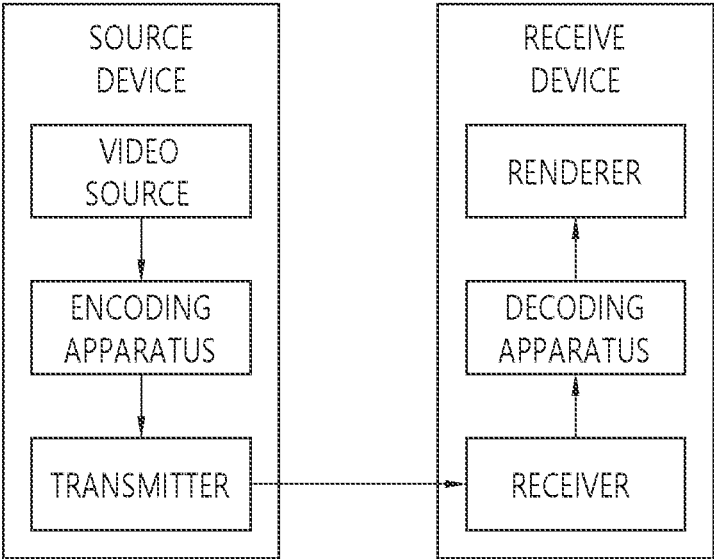 SOURCE
DEVICE
VIDEO
SOURCE
ENCODING
APPARATUS
TRANSMITTER
RECEIVE
DEVICE
RENDERER
DECODING
APPARATUS
RECEIVER